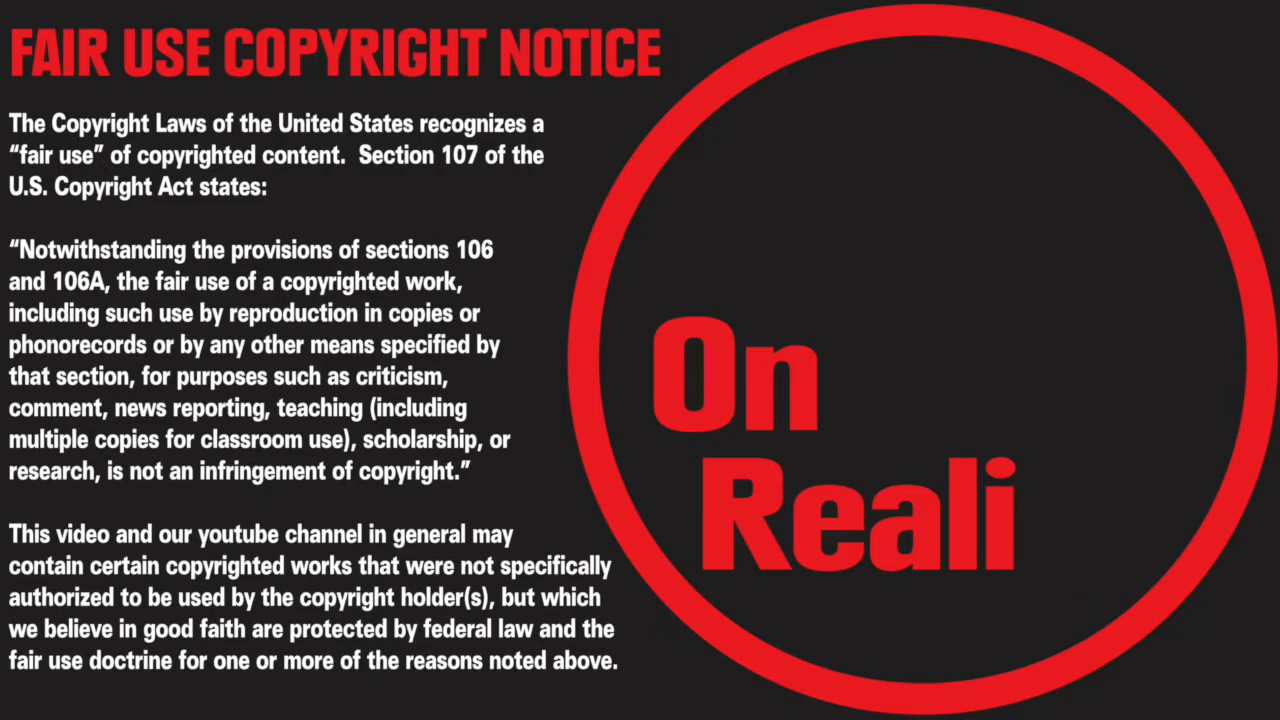 FAIR USE COPYRIGHT NOTICE
The Copyright Laws of the United States recognizes a
“fair use” of copyrighted content.  Section 107 of the
U.S. Copyright Act states:
“Notwithstanding the provisions of sections 106
and 106A, the fair use of a copyrighted work,
including such use by reproduction in copies or
phonorecords or by any other means specified by
that section, for purposes such as criticism,
comment, news reporting, teaching (including
multiple copies for classroom use), scholarship, or
research, is not an infringement of copyright.”
This video and our youtube channel in general may
contain certain copyrighted works that were not specifically
authorized to be used by the copyright holder(s), but which
we believe in good faith are protected by federal law and the
fair use doctrine for one or more of the reasons noted above.
On
Reali